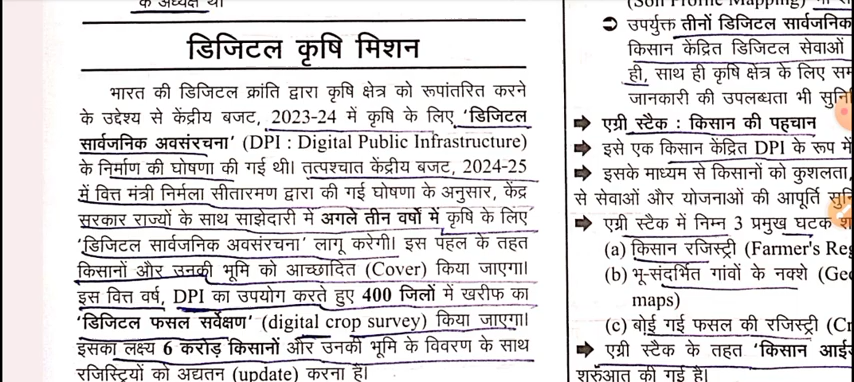 के अध्यक्ष थे।
डिजिटल कृषि मिशन
भारत की डिजिटल क्रांति द्वारा कृषि क्षेत्र को रूपांतरित करने
के उद्देश्य से केंद्रीय बजट, 2023-24 में कृषि के लिए 'डिजिटल
सार्वजनिक अवसंरचना' (DPI : Digital Public Infrastructure)
के निर्माण की घोषणा की गई थी। तत्पश्चात केंद्रीय बजट, 2024-25
में वित्त मंत्री निर्मला सीतारमण द्वारा की गई घोषणा के अनुसार, केंद्र
सरकार राज्यों के साथ साझेदारी में अगले तीन वर्षों में कृषि के लिए
'डिजिटल सार्वजनिक अवसंरचना' लागू करेगी। इस पहल के तहत
किसानों और उनकी भूमि को आच्छादित (Cover) किया जाएगा।
इस वित्त वर्ष, DPI का उपयोग करते हुए 400 जिलों में खरीफ का
'डिजिटल फसल सर्वेक्षण' (digital crop survey) किया जाएगा।
इसका लक्ष्य 6 करोड़ किसानों और उनकी भूमि के विवरण के साथ
रजिस्ट्रियों को अद्यतन (update) करना है।
(Soil Profile Mapping)
उपर्युक्त तीनों डिजिटल सार्वजनिक
किसान केंद्रित डिजिटल सेवाओं
ही, साथ ही कृषि क्षेत्र के लिए
जानकारी की उपलब्धता भी
एग्री स्टैक : किसान की पहचान
इसे एक किसान केंद्रित DPI के रूप में
इसके माध्यम से किसानों को कुशलता,
से सेवाओं और योजनाओं की आपूर्ति
एग्री स्टैक में निम्न 3 प्रमुख घटक
(a) किसान रजिस्ट्री (Farmer's
(b) भू-संदर्भित गांवों के नक्शे
maps)
(c) बोई गई फसल की रजिस्ट्री
एग्री स्टैक के तहत 'किसान
शुरुआत की गई है।